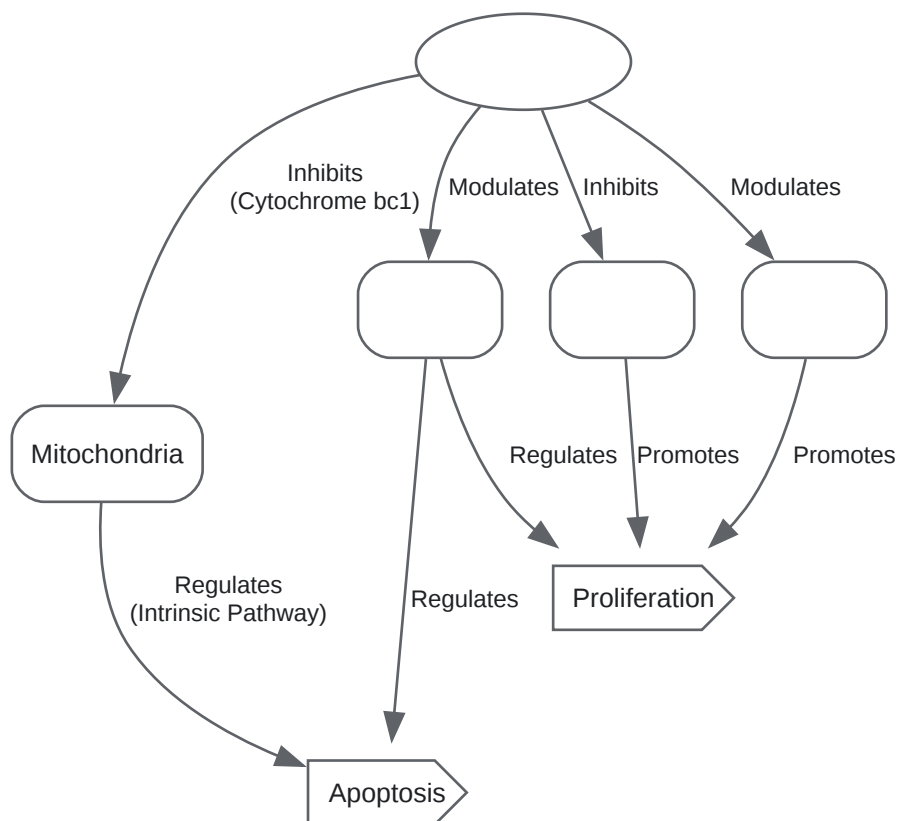 Inhibits
(Cytochrome bc1)
Modulates
Inhibits
Modulates
Mitochondria
Regulates
Promotes
Promotes
Regulates
(Intrinsic Pathway)
Regulates
Proliferation
Apoptosis